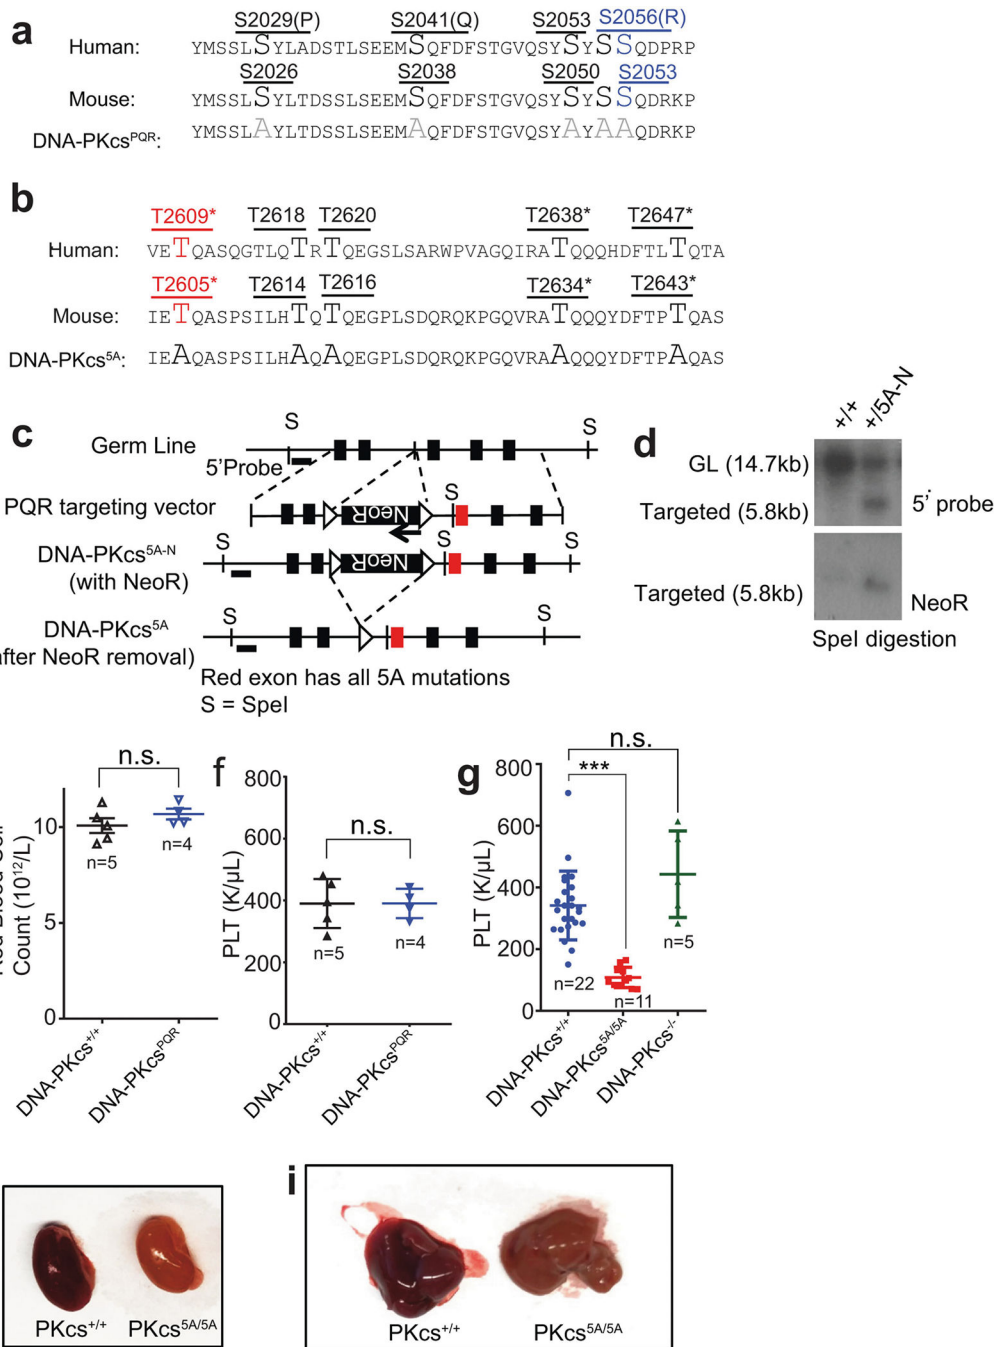 a
S2029(P) S2041(Q) S2053 S2056(R)
Human: YMSSLSYLADSTLSEEMSQFDFSTGVQSYSYSSQDPRP
S2026 S2038 S2050 S2053
Mouse: YMSSLSYLTDSSLSEEMSQFDFSTGVQSYSYSSQDRKP
DNA-PKcsPQR: YMSSLAYLTDSSLSEEMAQFDFSTGVQSYAYAAQDRKP
b
T2609* T2618 T2620 T2638* T2647*
Human: VETQASQGTLQTRTQEGSLSARWPVAGQIRATQQQHDFTLTQTA
T2605* T2614 T2616 T2634* T2643*
Mouse: IETQASPSILHTQTQEGPLSDQRQKPGQVRATQQQYDFTPTQAS
DNA-PKcs5A: IEAQASPSILHAQAQEGPLSDQRQKPGQVRAAQQQYDFTPAQAS
c
S S
Germ Line
5'Probe
PQR targeting vector NeoR S
DNA-PKcs5A-N
(with NeoR)
S NeoR S S
DNA-PKcs5A
after NeoR removal)
S S
Red exon has all 5A mutations
S = SpeI
d
+/+ +/5A-N
GL (14.7kb)
Targeted (5.8kb)
5' probe
Targeted (5.8kb)
NeoR
SpeI digestion
Count (10¹²/L)
10
5
0
n.s.
n=5 n=4
DNA-PKcs+/+ DNA-PKcsPQR
f
PLT (K/µL)
800
600
400
200
0
n.s.
n=5 n=4
DNA-PKcs+/+ DNA-PKcsPQR
g
PLT (K/µL)
800
600
400
200
0
n.s.
***
n=22 n=11 n=5
DNA-PKcs+/+ DNA-PKcs5A/5A DNA-PKcs-/-
PKcs+/+ PKcs5A/5A
i
PKcs+/+ PKcs5A/5A